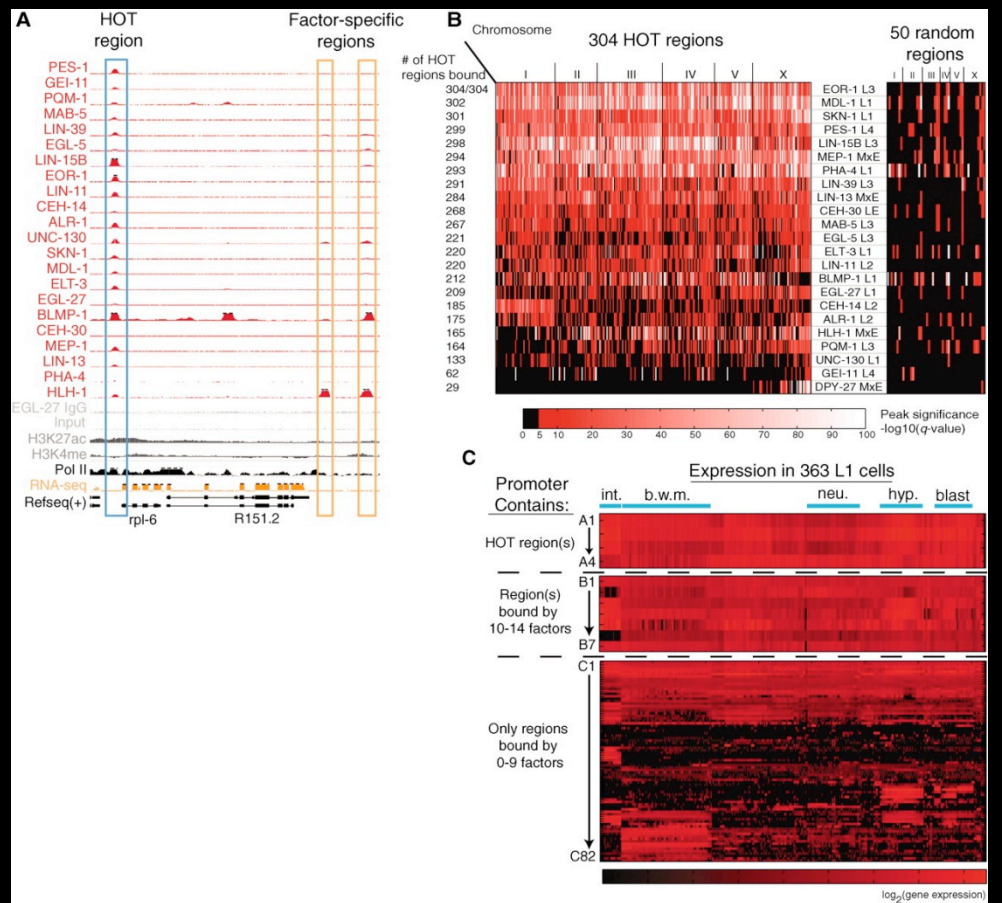 A
HOT
region
Factor-specific
regions
PES-1
GEI-11
PQM-1
MAB-5
LIN-39
EGL-5
LIN-15B
EOR-1
LIN-11
CEH-14
ALR-1
UNC-130
SKN-1
MDL-1
ELT-3
EGL-27
BLMP-1
CEH-30
MEP-1
LIN-13
PHA-4
HLH-1
EGL-27 IgG
Input
H3K27ac
H3K4me
Pol II
RNA-seq
Refseq(+)
rpl-6 R151.2
B
Chromosome
304 HOT regions
50 random
regions
# of HOT
regions bound
I II III IV V X
I II III IV V X
304/304 EOR-1 L3
302 MDL-1 L1
301 SKN-1 L1
299 PES-1 L4
298 LIN-15B L3
294 MEP-1 MxE
293 PHA-4 L1
291 LIN-39 L3
284 LIN-13 MxE
268 CEH-30 LE
267 MAB-5 L3
221 EGL-5 L3
220 ELT-3 L1
220 LIN-11 L2
212 BLMP-1 L1
209 EGL-27 L1
185 CEH-14 L2
175 ALR-1 L2
165 HLH-1 MxE
164 PQM-1 L3
133 UNC-130 L1
62 GEI-11 L4
29 DPY-27 MxE
0 5 10 20 30 40 50 60 70 80 90 100
Peak significance
-log10(q-value)
C
Expression in 363 L1 cells
Promoter
Contains:
int. b.w.m. neu. hyp. blast
A1
HOT region(s)
A4
B1
Region(s)
bound by
10-14 factors
B7
C1
Only regions
bound by
0-9 factors
C82
log2(gene expression)